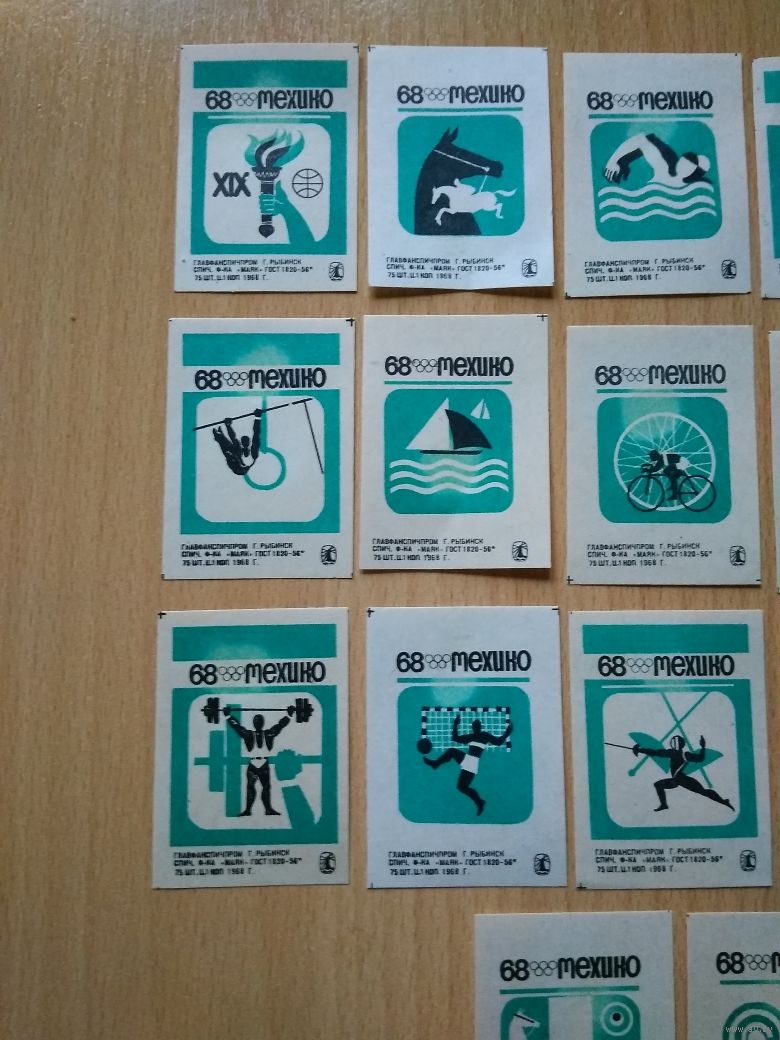 68 мехико
XIX
ГЛАВФАНСПИЧПРОМ Г. РЫБИНСК
СПИЧ. Ф-КА «МАЯК» ГОСТ 1820-56*
75 ШТ. Ц.1 КОП 1968 Г.
68 мехико
ГЛАВФАНСПИЧПРОМ Г. РЫБИНСК
СПИЧ. Ф-КА «МАЯК» ГОСТ 1820-56*
75 ШТ. Ц.1 КОП 1968 Г.
68 мехико
ГЛАВФАНСПИЧПРОМ Г. РЫБИНСК
СПИЧ. Ф-КА «МАЯК» ГОСТ 1820-56*
75 ШТ. Ц.1 КОП 1968 Г.
68 мехико
ГЛАВФАНСПИЧПРОМ Г. РЫБИНСК
СПИЧ. Ф-КА «МАЯК» ГОСТ 1820-56*
75 ШТ. Ц.1 КОП 1968 Г.
68 мехико
ГЛАВФАНСПИЧПРОМ Г. РЫБИНСК
СПИЧ. Ф-КА «МАЯК» ГОСТ 1820-56*
75 ШТ. Ц.1 КОП 1968 Г.
68 мехико
ГЛАВФАНСПИЧПРОМ Г. РЫБИНСК
СПИЧ. Ф-КА «МАЯК» ГОСТ 1820-56*
75 ШТ. Ц.1 КОП 1968 Г.
68 мехико
ГЛАВФАНСПИЧПРОМ Г. РЫБИНСК
СПИЧ. Ф-КА «МАЯК» ГОСТ 1820-56*
75 ШТ. Ц.1 КОП 1968 Г.
68 мехико
ГЛАВФАНСПИЧПРОМ Г. РЫБИНСК
СПИЧ. Ф-КА «МАЯК» ГОСТ 1820-56*
75 ШТ. Ц.1 КОП 1968 Г.
68 мехико
ГЛАВФАНСПИЧПРОМ Г. РЫБИНСК
СПИЧ. Ф-КА «МАЯК» ГОСТ 1820-56*
75 ШТ. Ц.1 КОП 1968 Г.
68 мехико
68